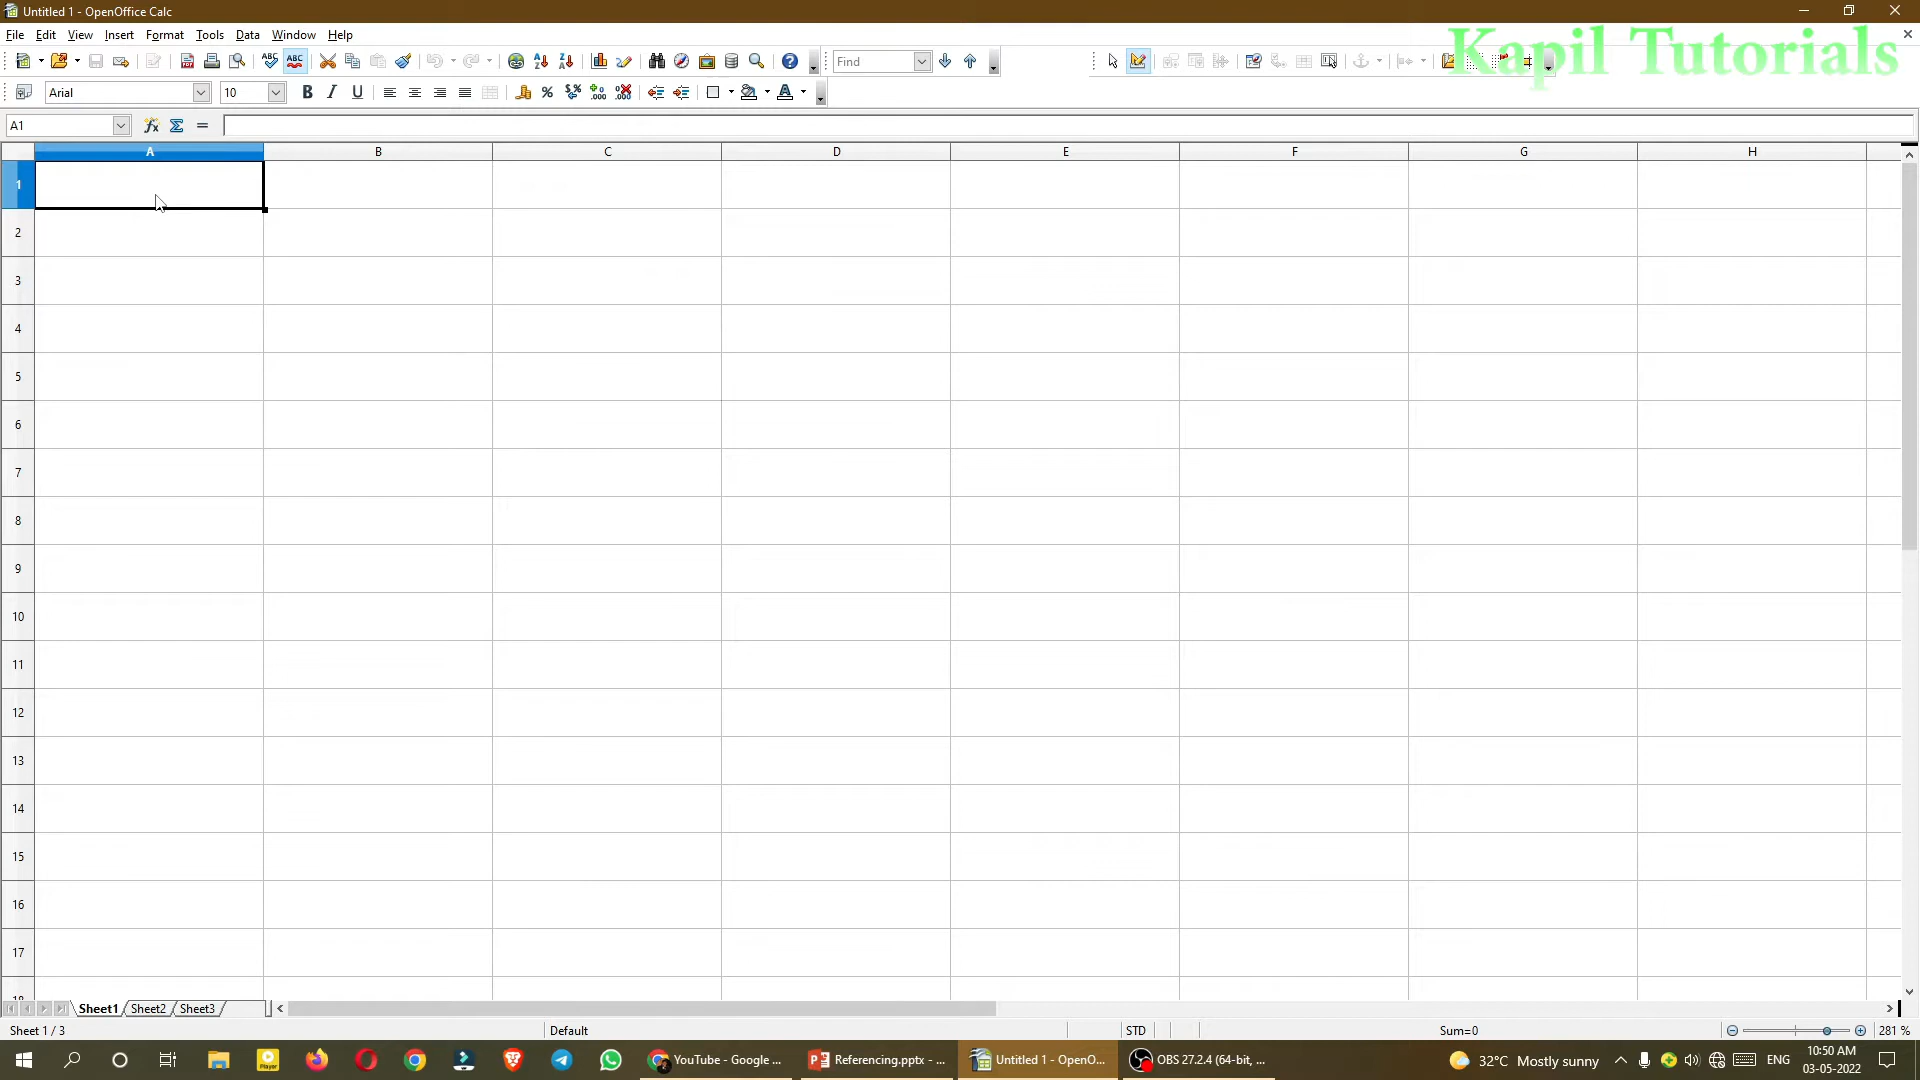 Untitled 1 - OpenOffice Calc
File Edit View Insert Format Tools Data Window Help
Kapil Tutorials
ABC ABC Find
Arial 10 B I U
A1
A B C D E F G H
1
2
3
4
5
6
7
8
9
10
11
12
13
14
15
16
17
18
Sheet1 Sheet2 Sheet3
Sheet 1 / 3 Default STD Sum=0 281 %
YouTube - Google ... Referencing.pptx - ... Untitled 1 - OpenO... OBS 27.2.4 (64-bit, ... 32°C Mostly sunny ENG 10:50 AM
03-05-2022